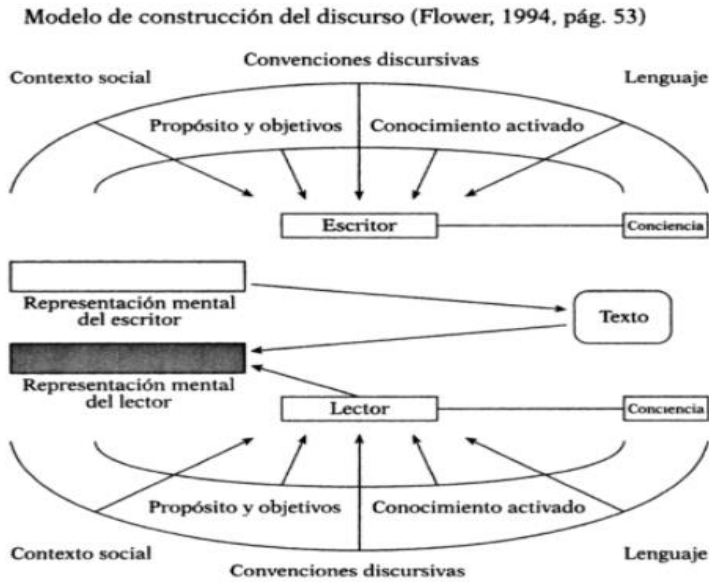 Modelo de construcción del discurso (Flower, 1994, pág. 53)
Convenciones discursivas
Contexto social
Lenguaje
Propósito y objetivos
Conocimiento activado
Escritor
Conciencia
Representación mental
del escritor
Texto
Representación mental
del lector
Lector
Conciencia
Propósito y objetivos
Conocimiento activado
Contexto social
Lenguaje
Convenciones discursivas